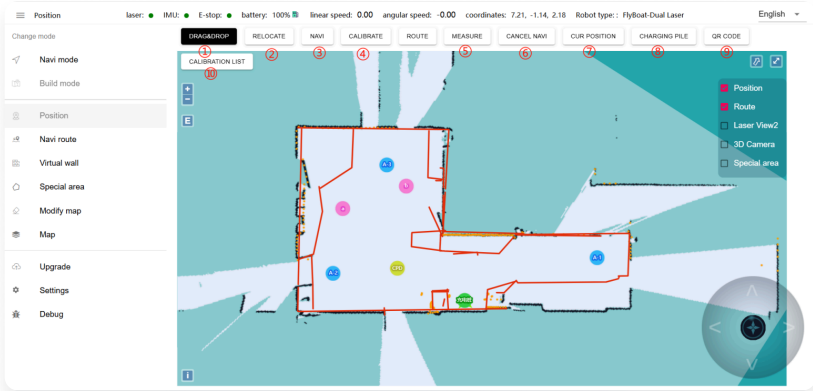 Position laser: IMU: E-stop: battery: 100% linear speed: 0.00 angular speed: -0.00 coordinates: 7.21, -1.14, 2.18 Robot type: : FlyBoat-Dual Laser English
Change mode
Navi mode
Build mode
Position
Navi route
Virtual wall
Special area
Modify map
Map
Upgrade
Settings
Debug
DRAG&DROP RELOCATE NAVI CALIBRATE ROUTE MEASURE CANCEL NAVI CUR POSITION CHARGING PILE QR CODE
① ② ③ ④ ⑤ ⑥ ⑦ ⑧ ⑨
CALIBRATION LIST
⑩
+
−
E
Position
Route
Laser View2
3D Camera
Special area
A-3
A-2
A-1
i